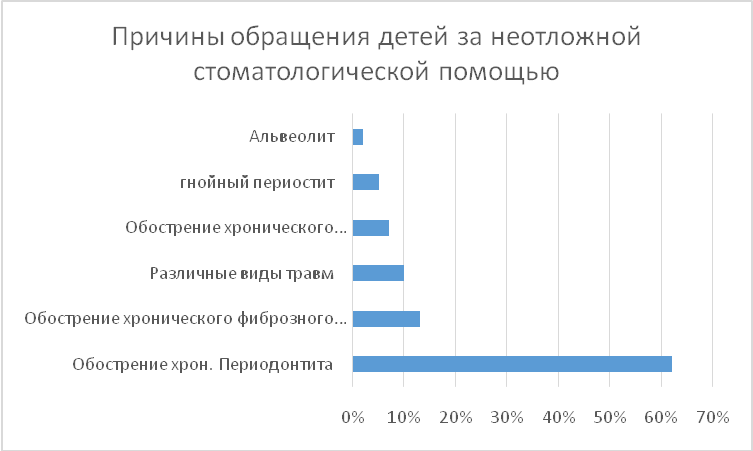 Причины обращения детей за неотложной
стоматологической помощью
Альвеолит
гнойный периостит
Обострение хронического...
Различные виды травм
Обострение хронического фиброзного...
Обострение хрон. Периодонтита
0% 10% 20% 30% 40% 50% 60% 70%